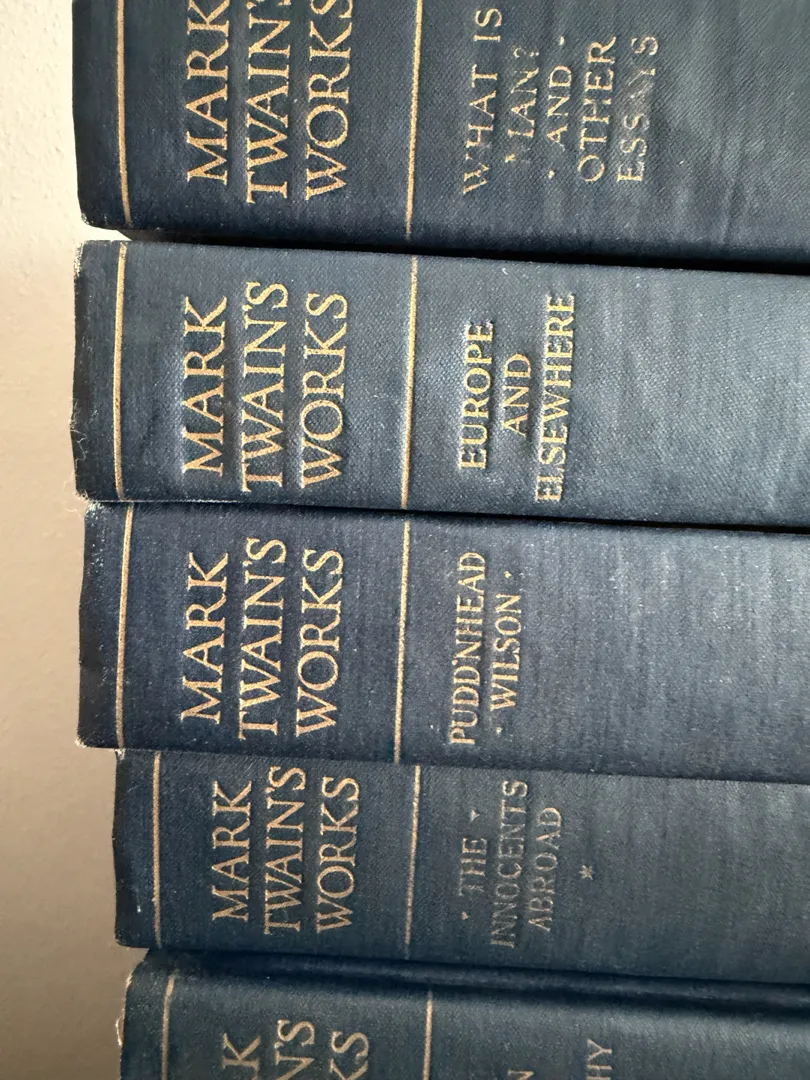 MARK
TWAIN'S
WORKS
WHAT IS
MAN?
· AND ·
OTHER
ESSAYS
MARK
TWAIN'S
WORKS
EUROPE
AND
ELSEWHERE
MARK
TWAIN'S
WORKS
PUDD'NHEAD
· WILSON ·
MARK
TWAIN'S
WORKS
· THE ·
INNOCENTS
ABROAD
*